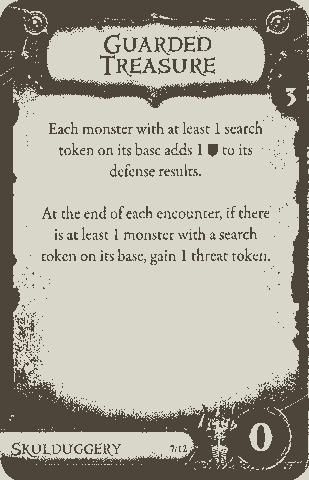 GUARDED
TREASURE
3
Each monster with at least 1 search
token on its base adds 1 to its
defense results.
At the end of each encounter, if there
is at least 1 monster with a search
token on its base, gain 1 threat token.
SKULDUGGERY 7/12
0